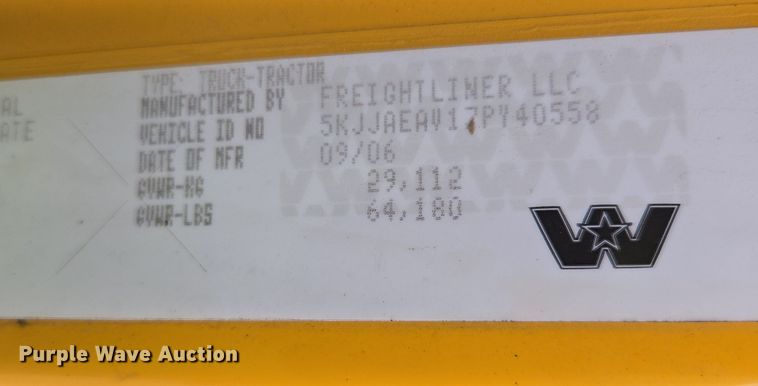 AL
ATE
TYPE: TRUCK-TRACTOR
MANUFACTURED BY FREIGHTLINER LLC
VEHICLE ID NO 5KJJAEAV17PY40558
DATE OF MFR 09/06
GVWR-KG 29,112
GVWR-LBS 64,180
W
Purple Wave Auction